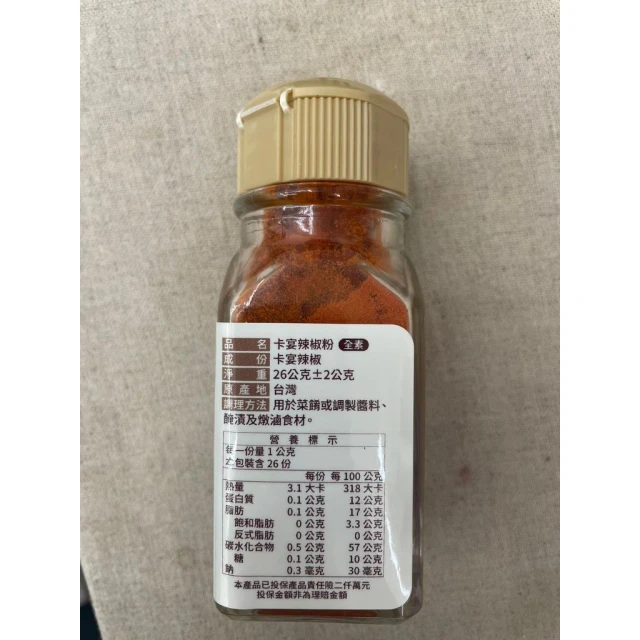 品名 卡宴辣椒粉 全素
成份 卡宴辣椒
淨重 26公克±2公克
原產地 台灣
調理方法 用於菜餚或調製醬料、
醃漬及燉滷食材。
營養標示
每一份量 1 公克
本包裝含 26 份
每份 每 100 公克
熱量 3.1 大卡 318 大卡
蛋白質 0.1 公克 12 公克
脂肪 0.1 公克 17 公克
飽和脂肪 0 公克 3.3 公克
反式脂肪 0 公克 0 公克
碳水化合物 0.5 公克 57 公克
糖 0.1 公克 10 公克
鈉 0.3 毫克 30 毫克
本產品已投保產品責任險二仟萬元
投保金額非為理賠金額